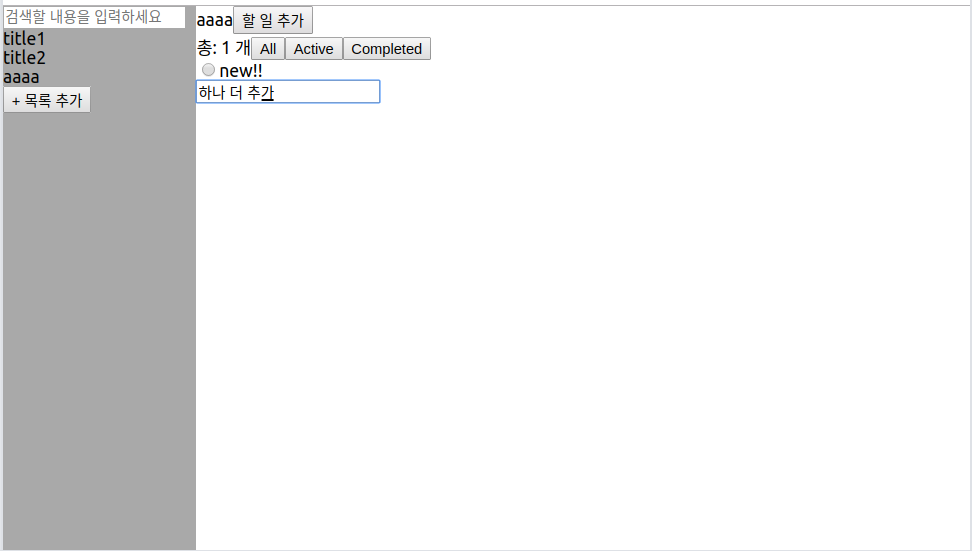 검색할 내용을 입력하세요
title1
title2
aaaa
+ 목록 추가
aaaa 할 일 추가
총: 1 개 All Active Completed
new!!
하나 더 추가